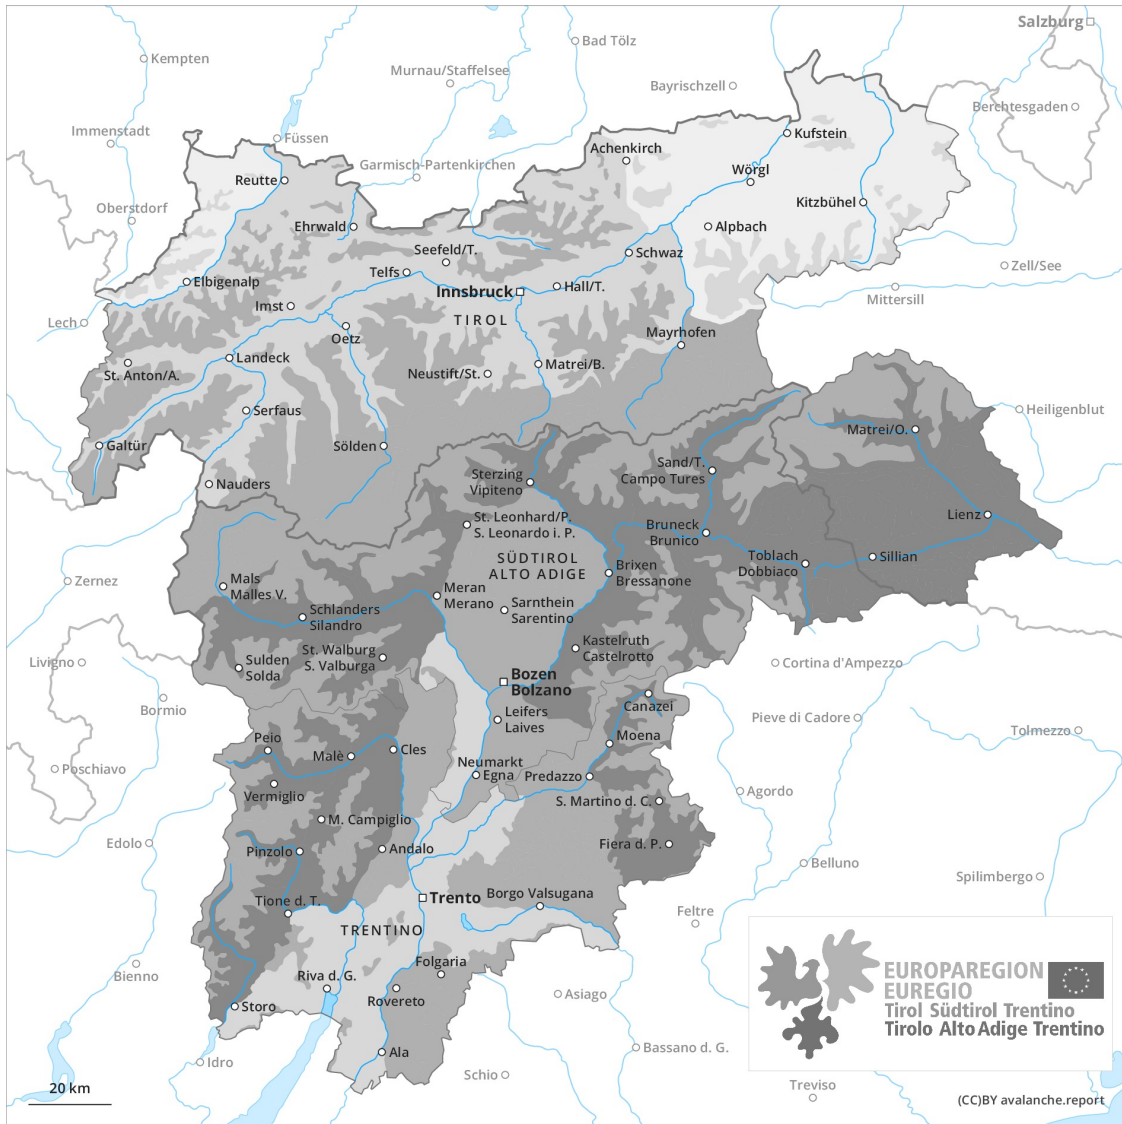 Salzburg
Bad Tölz
Kempten
Murnau/Staffelsee
Bayrischzell
Berchtesgaden
Immenstadt
Füssen
Kufstein
Achenkirch
Garmisch-Partenkirchen
Wörgl
Reutte
Oberstdorf
Kitzbühel
Ehrwald
Alpbach
Seefeld/T.
Schwaz
Zell/See
Telfs
Elbigenalp
Hall/T.
Innsbruck
Mittersill
Imst
TIROL
Lech
Mayrhofen
Oetz
Landeck
Matrei/B.
St. Anton/A.
Neustift/St.
Serfaus
Heiligenblut
Matrei/O.
Galtür
Sölden
Sand/T.
Campo Tures
Sterzing
Vipiteno
Nauders
Lienz
St. Leonhard/P.
S. Leonardo i. P.
Bruneck
Brunico
SÜDTIROL
ALTO ADIGE
Toblach
Dobbiaco
Sillian
Brixen
Bressanone
Zernez
Mals
Malles V.
Meran
Merano
Sarnthein
Sarentino
Schlanders
Silandro
Kastelruth
Castelrotto
St. Walburg
S. Valburga
Livigno
Sulden
Solda
Cortina d'Ampezzo
Bozen
Bolzano
Bormio
Canazei
Leifers
Laives
Pieve di Cadore
Tolmezzo
Peio
Moena
Cles
Malè
Neumarkt
Egna
Predazzo
Poschiavo
Vermiglio
Agordo
S. Martino d. C.
M. Campiglio
Edolo
Fiera d. P.
Pinzolo
Andalo
Belluno
Spilimbergo
Tione d. T.
Trento
Borgo Valsugana
Feltre
TRENTINO
Folgaria
Bienno
Riva d. G.
Rovereto
Asiago
Storo
Ala
Idro
Bassano d. G.
Schio
Treviso
EUROPAREGION
EUREGIO
Tirol Südtirol Trentino
Tirolo Alto Adige Trentino
20 km
(CC)BY avalanche.report